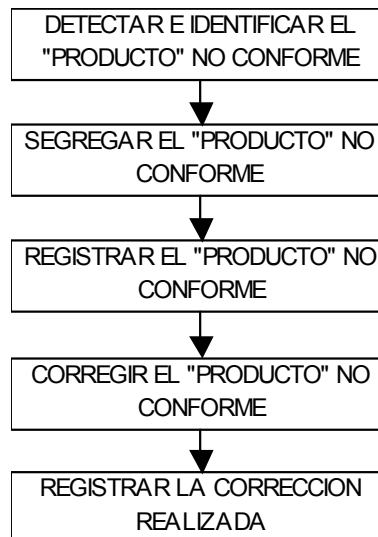 DETECTAR E IDENTIFICAR EL
"PRODUCTO" NO CONFORME
SEGREGAR EL "PRODUCTO" NO
CONFORME
REGISTRAR EL "PRODUCTO" NO
CONFORME
CORREGIR EL "PRODUCTO" NO
CONFORME
REGISTRAR LA CORRECCION
REALIZADA